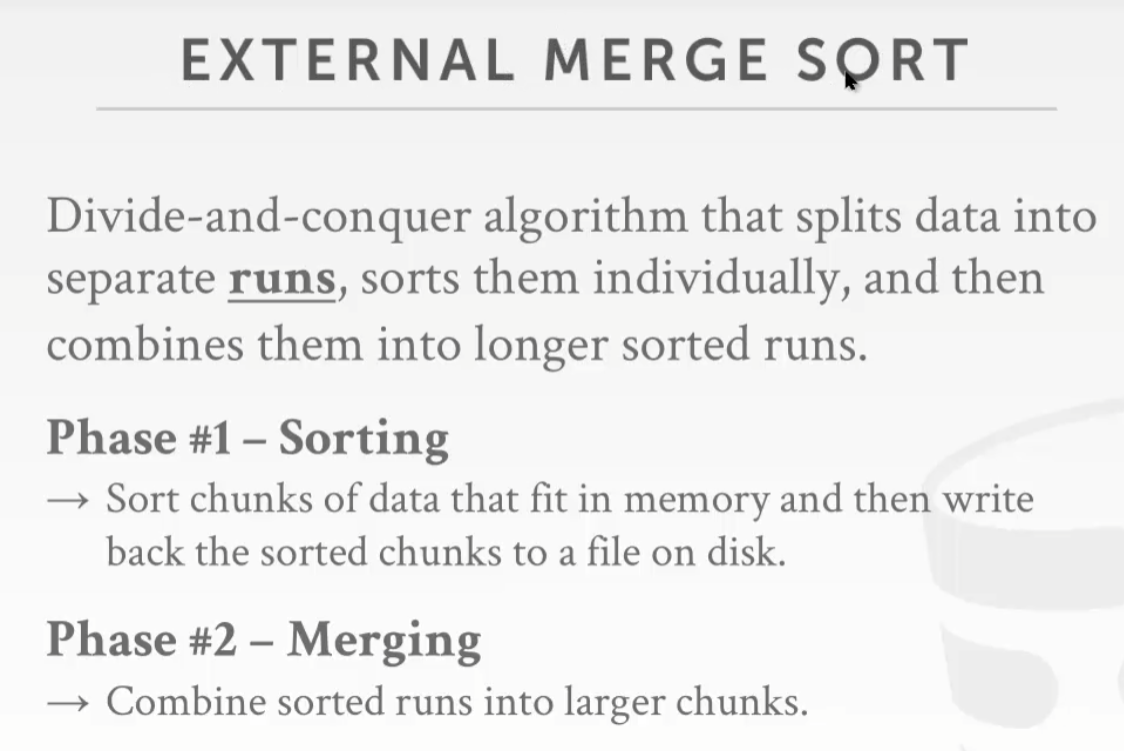 EXTERNAL MERGE SORT
Divide-and-conquer algorithm that splits data into
separate runs, sorts them individually, and then
combines them into longer sorted runs.
Phase #1 – Sorting
→ Sort chunks of data that fit in memory and then write
back the sorted chunks to a file on disk.
Phase #2 – Merging
→ Combine sorted runs into larger chunks.